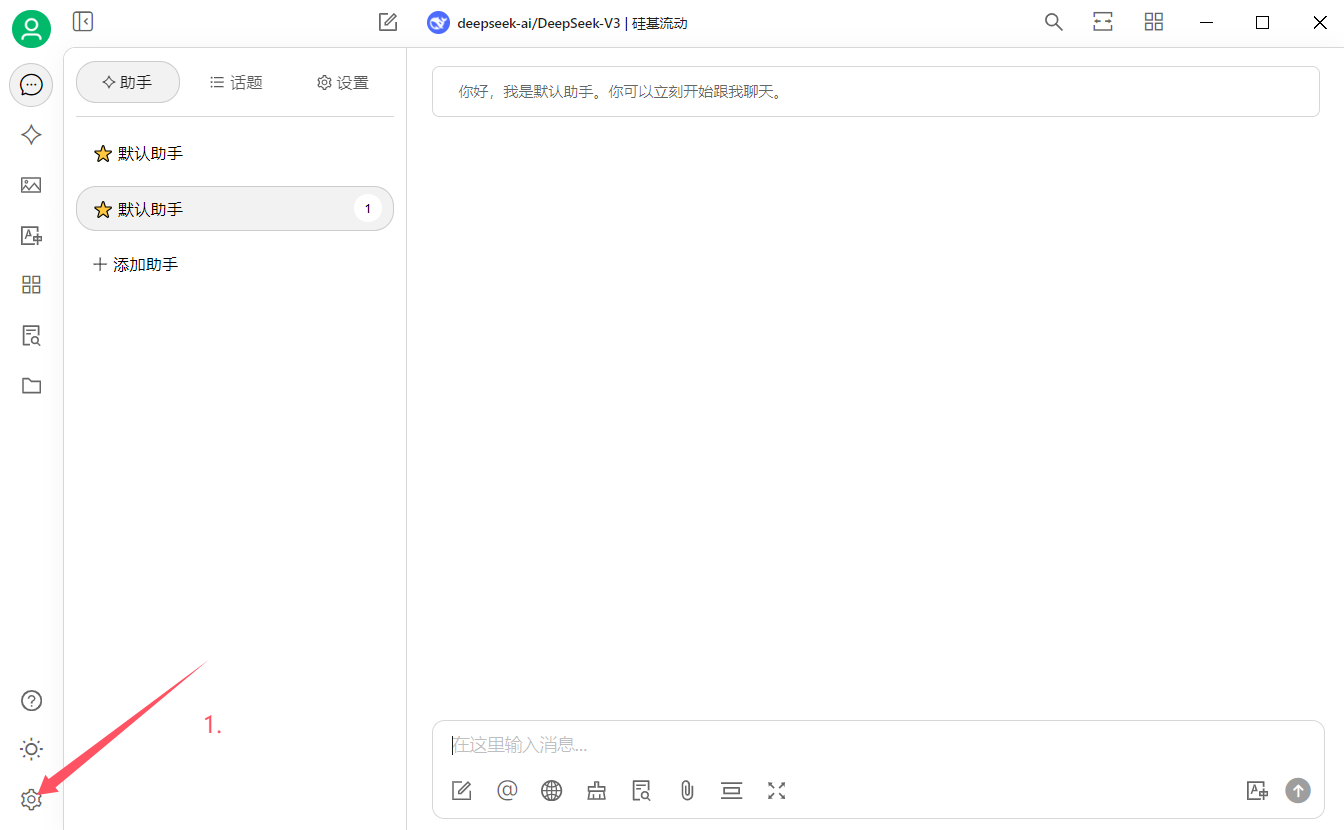 deepseek-ai/DeepSeek-V3 | 硅基流动
助手
话题
设置
你好，我是默认助手。你可以立刻开始跟我聊天。
默认助手
默认助手
1
添加助手
1.
在这里输入消息...